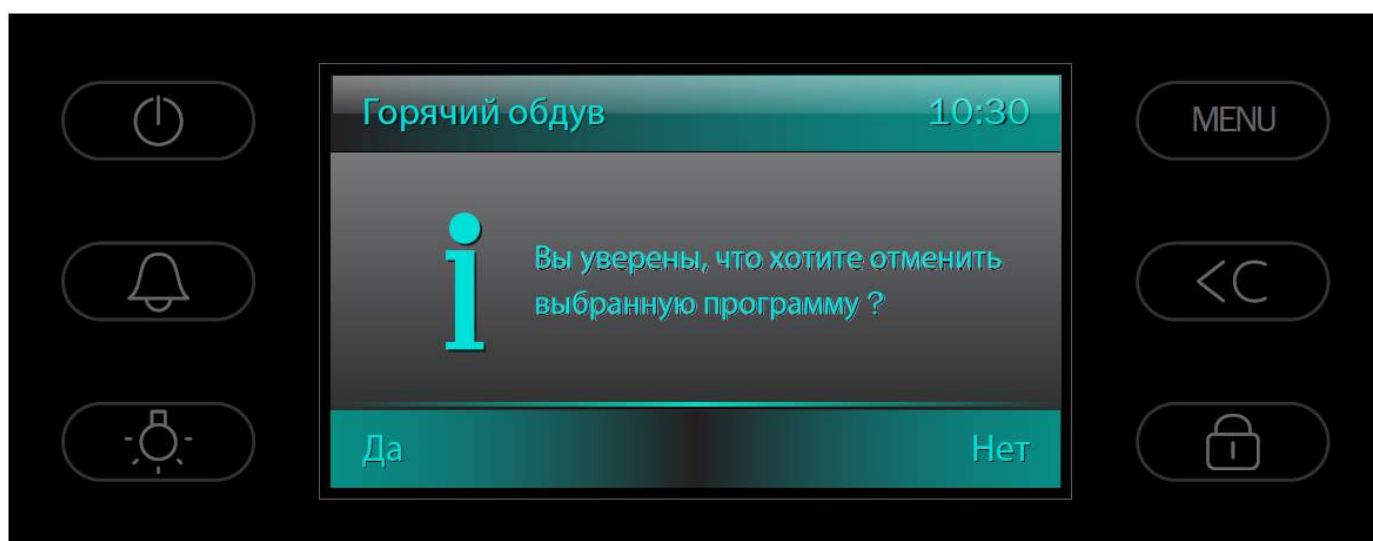 Горячий обдув 10:30
MENU
Вы уверены, что хотите отменить
выбранную программу ?
<C
Да Нет